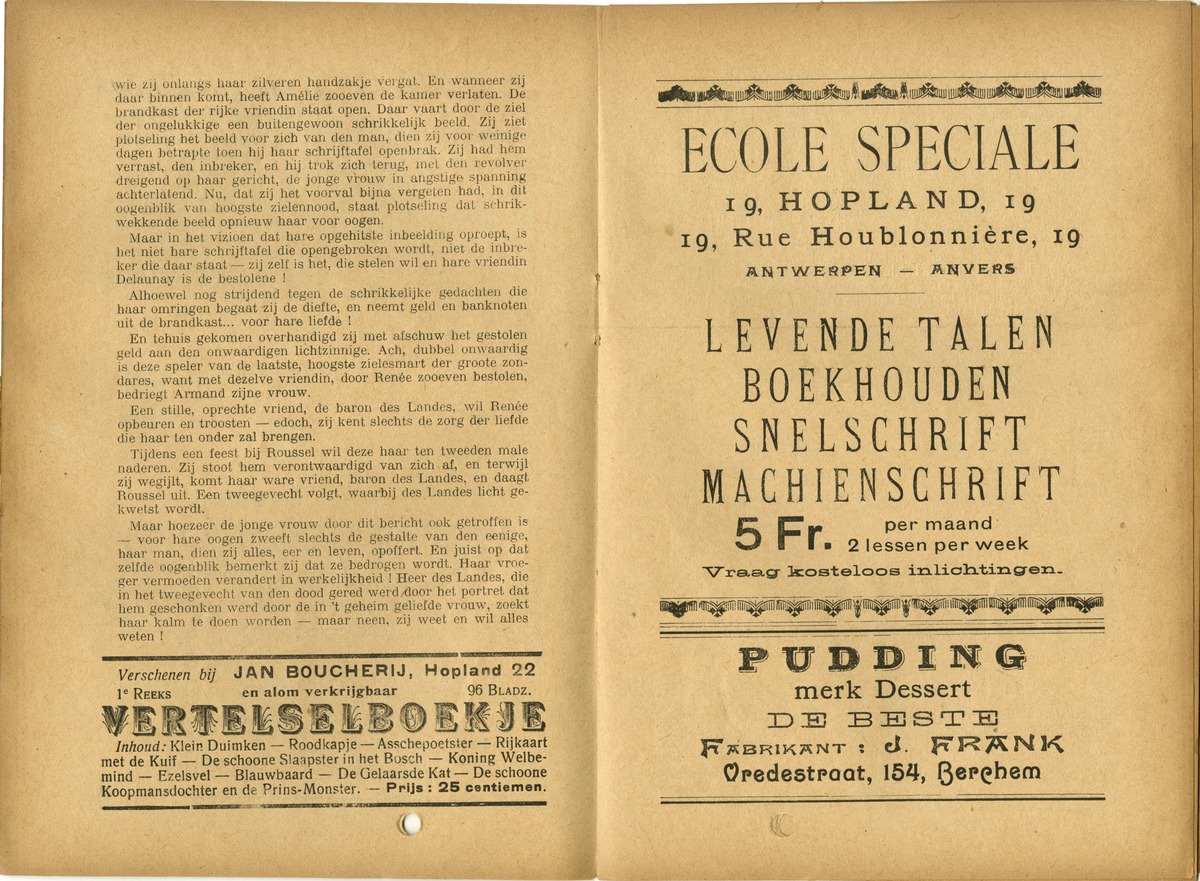 wie zij onlangs haar zilveren handzakje vergat. En wanneer zij
daar binnen komt, heeft Amélie zooeven de kamer verlaten. De
brandkast der rijke vriendin staat open. Daar vaart door de ziel
der ongelukkige een buitengewoon schrikkelijk beeld. Zij ziet
plotseling het beeld voor zich van den man, dien zij voor weinige
dagen betrapte toen hij haar schrijftafel openbrak. Zij had hem
verrast, den inbreker, en hij trok zich terug, met den revolver
dreigend op haar gericht, de jonge vrouw in angstige spanning
achterlatend. Nu, dat zij het voorval bijna vergeten had, in dit
oogenblik van hoogste zielennood, staat plotseling dat schrik-
wekkende beeld opnieuw haar voor oogen.
Maar in het vizioen dat hare opgehitste inbeelding oproept, is
het niet hare schrijftafel die opengebroken wordt, niet de inbre-
ker die daar staat — zij zelf is het, die stelen wil en hare vriendin
Delaunay is de bestolene !
Alhoewel nog strijdend tegen de schrikkelijke gedachten die
haar omringen begaat zij de diefte, en neemt geld en banknoten
uit de brandkast... voor hare liefde !
En tehuis gekomen overhandigd zij met afschuw het gestolen
geld aan den onwaardigen lichtzinnige. Ach, dubbel onwaardig
is deze speler van de laatste, hoogste zielesmart der groote zon-
dares, want met dezelve vriendin, door Renée zooeven bestolen,
bedriegt Armand zijne vrouw.
Een stille, oprechte vriend, de baron des Landes, wil Renée
opbeuren en troosten — edoch, zij kent slechts de zorg der liefde
die haar ten onder zal brengen.
Tijdens een feest bij Roussel wil deze haar ten tweeden male
naderen. Zij stoot hem verontwaardigd van zich af, en terwijl
zij wegijlt, komt haar ware vriend, baron des Landes, en daagt
Roussel uit. Een tweegevecht volgt, waarbij des Landes licht ge-
kwetst wordt.
Maar hoezeer de jonge vrouw door dit bericht ook getroffen is
— voor hare oogen zweeft slechts de gestalte van den eenige,
haar man, dien zij alles, eer en leven, opoffert. En juist op dat
zelfde oogenblik bemerkt zij dat ze bedrogen wordt. Haar vroe-
ger vermoeden verandert in werkelijkheid ! Heer des Landes, die
in het tweegevecht van den dood gered werd door het portret dat
hem geschonken werd door de in 't geheim geliefde vrouw, zoekt
haar kalm te doen worden — maar neen, zij weet en wil alles
weten !
Verschenen bij JAN BOUCHERIJ, Hopland 22
1e REEKS en alom verkrijgbaar 96 BLADZ.
VERTELSELBOEKJE
Inhoud: Klein Duimken — Roodkapje — Asschepoetster — Rijkaart
met de Kuif — De schoone Slaapster in het Bosch — Koning Welbe-
mind — Ezelsvel — Blauwbaard — De Gelaarsde Kat — De schoone
Koopmansdochter en de Prins-Monster. — Prijs : 25 centiemen.
ECOLE SPECIALE
19, HOPLAND, 19
19, Rue Houblonnière, 19
ANTWERPEN — ANVERS
LEVENDE TALEN
BOEKHOUDEN
SNELSCHRIFT
MACHIENSCHRIFT
5 Fr. per maand
2 lessen per week
Vraag kosteloos inlichtingen.
PUDDING
merk Dessert
DE BESTE
FABRIKANT : J. FRANK
Vredestraat, 154, Berchem